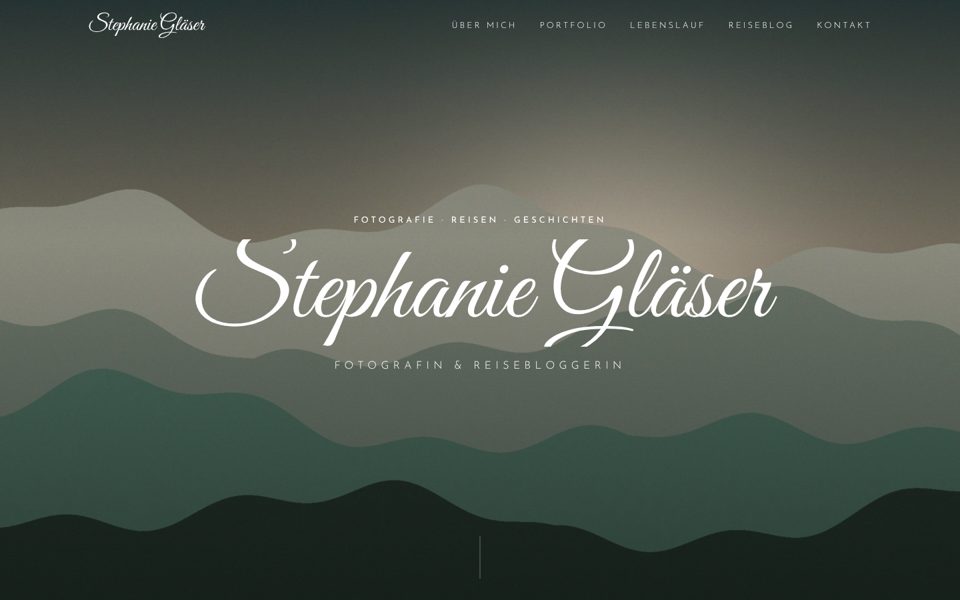 Stephanie Gläser
ÜBER MICH PORTFOLIO LEBENSLAUF REISEBLOG KONTAKT
FOTOGRAFIE · REISEN · GESCHICHTEN
Stephanie Gläser
FOTOGRAFIN & REISEBLOGGERIN